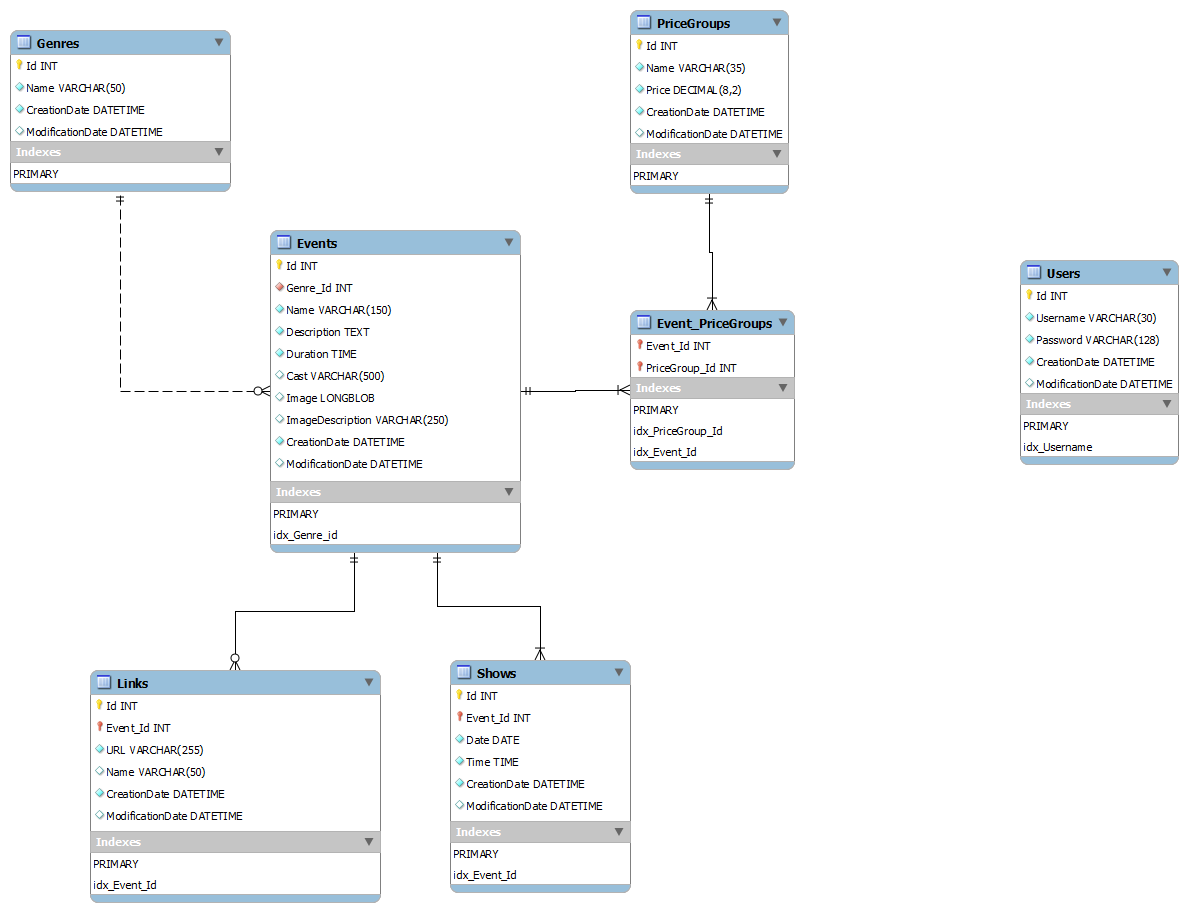 Genres
Id INT
Name VARCHAR(50)
CreationDate DATETIME
ModificationDate DATETIME
Indexes
PRIMARY
PriceGroups
Id INT
Name VARCHAR(35)
Price DECIMAL(8,2)
CreationDate DATETIME
ModificationDate DATETIME
Indexes
PRIMARY
Events
Id INT
Genre_Id INT
Name VARCHAR(150)
Description TEXT
Duration TIME
Cast VARCHAR(500)
Image LONGBLOB
ImageDescription VARCHAR(250)
CreationDate DATETIME
ModificationDate DATETIME
Indexes
PRIMARY
idx_Genre_id
Event_PriceGroups
Event_Id INT
PriceGroup_Id INT
Indexes
PRIMARY
idx_PriceGroup_Id
idx_Event_Id
Users
Id INT
Username VARCHAR(30)
Password VARCHAR(128)
CreationDate DATETIME
ModificationDate DATETIME
Indexes
PRIMARY
idx_Username
Links
Id INT
Event_Id INT
URL VARCHAR(255)
Name VARCHAR(50)
CreationDate DATETIME
ModificationDate DATETIME
Indexes
PRIMARY
idx_Event_Id
Shows
Id INT
Event_Id INT
Date DATE
Time TIME
CreationDate DATETIME
ModificationDate DATETIME
Indexes
PRIMARY
idx_Event_Id